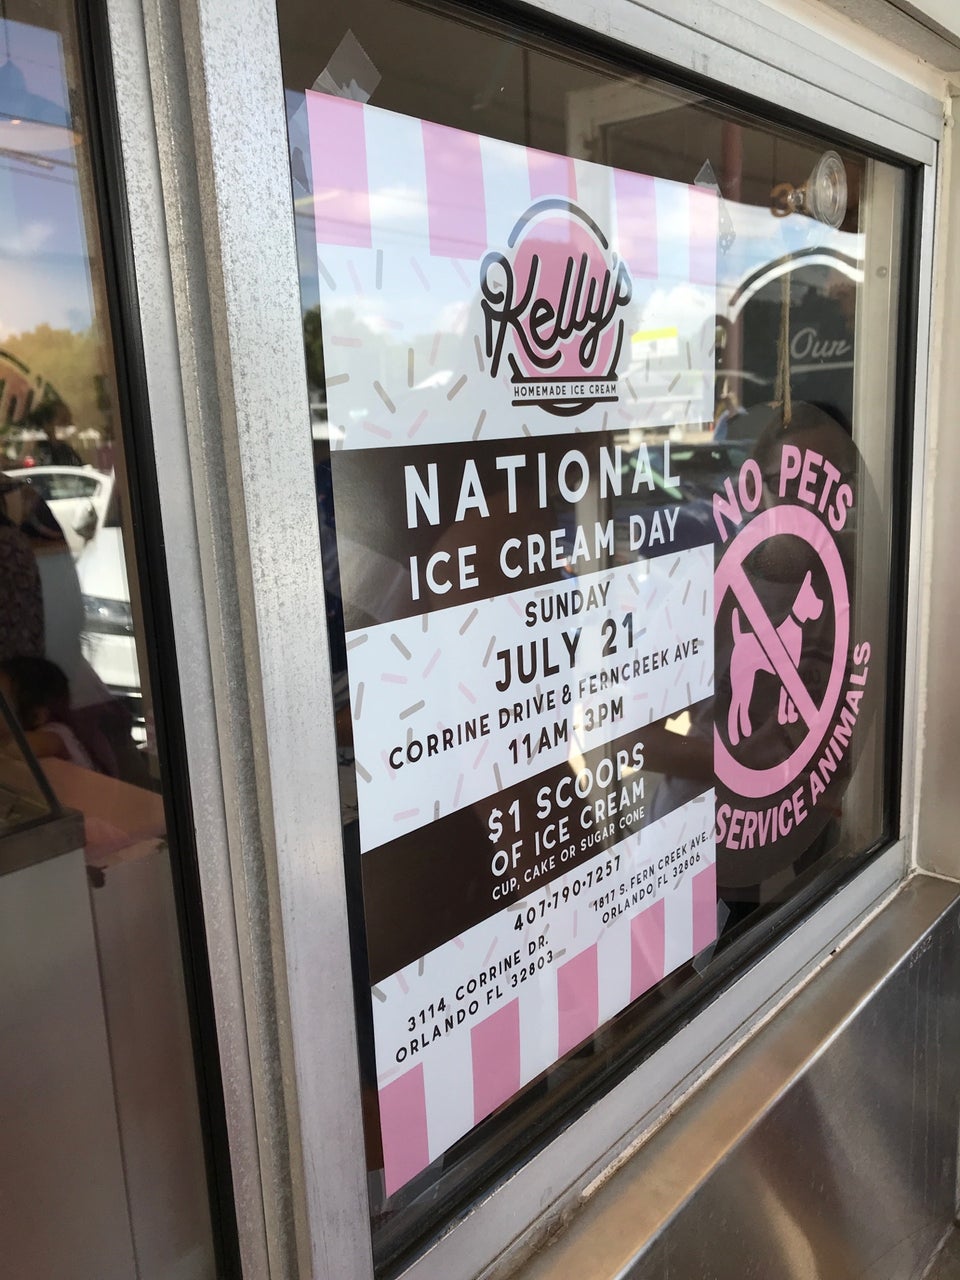 Kelly's
HOMEMADE ICE CREAM
NATIONAL
ICE CREAM DAY
SUNDAY
JULY 21
CORRINE DRIVE & FERNCREEK AVE
11AM-3PM
$1 SCOOPS
OF ICE CREAM
CUP, CAKE OR SUGAR CONE
407-790-7257
3114 CORRINE DR.
ORLANDO FL 32803
1817 S. FERN CREEK AVE.
ORLANDO FL 32806
NO PETS
SERVICE ANIMALS
Our